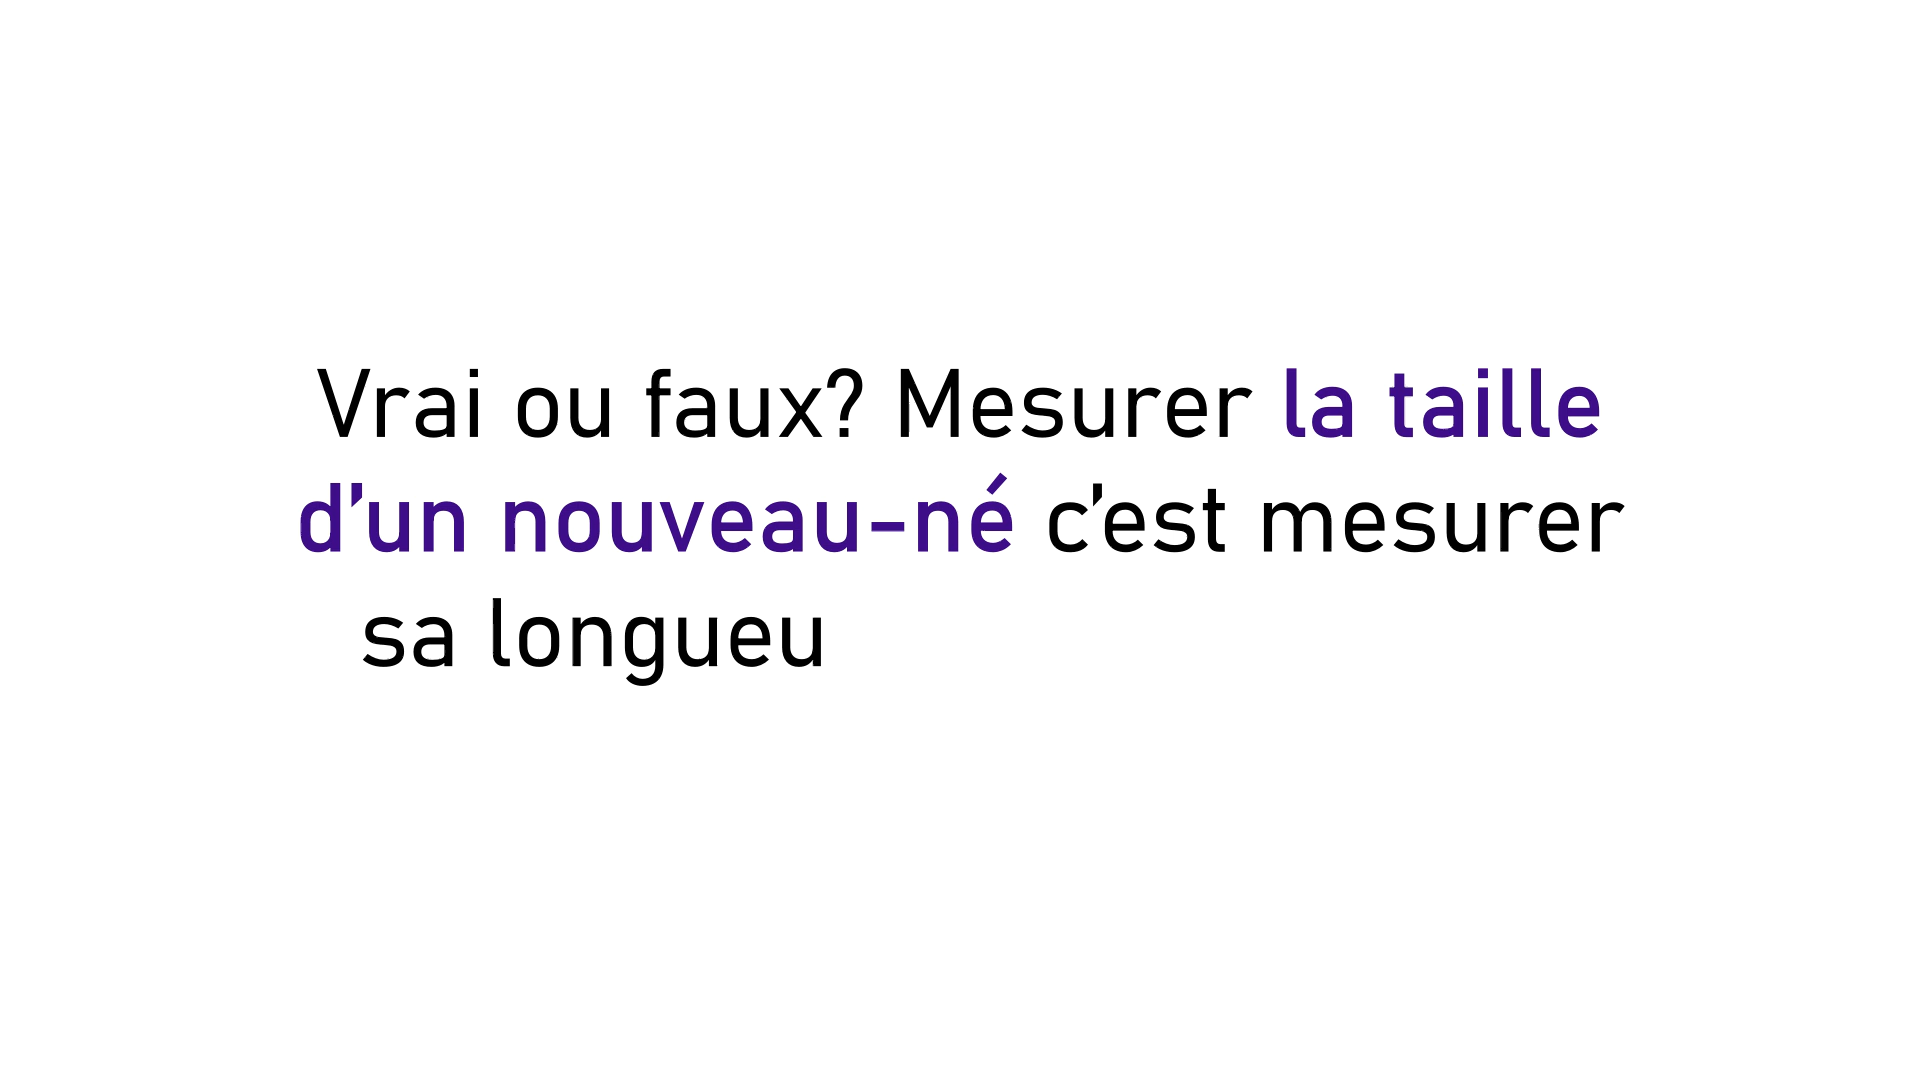 Vrai ou faux? Mesurer la taille
d’un nouveau-né c’est mesurer
sa longueu